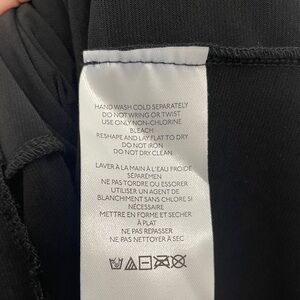 HAND WASH COLD SEPARATELY
DO NOT WRING OR TWIST
USE ONLY NON-CHLORINE
BLEACH
RESHAPE AND LAY FLAT TO DRY
DO NOT IRON
DO NOT DRY CLEAN
LAVER À LA MAIN À L'EAU FROIDE
SÉPARÉMEN
NE PAS TORDRE OU ESSORER
UTILISER UN AGENT DE
BLANCHIMENT SANS CHLORE SI
NÉCESSAIRE
METTRE EN FORME ET SECHER
À PLAT
NE PAS RÉPASSER
NE PAS NETTOYER À SEC